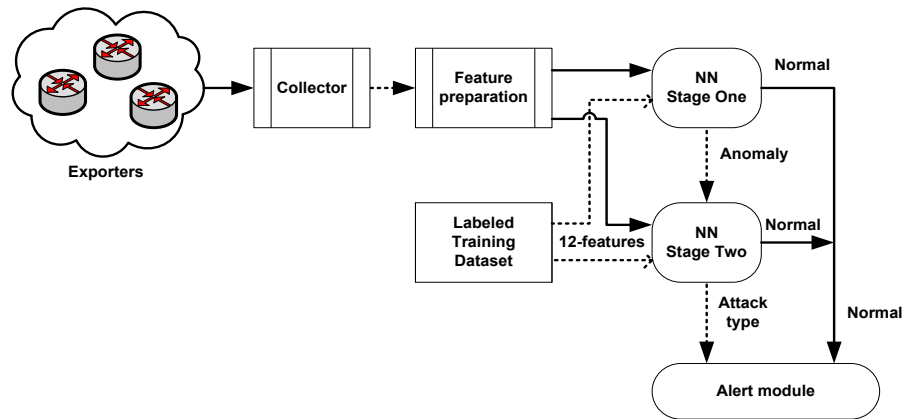 Exporters
Collector
Feature
preparation
NN
Stage One
Normal
Anomaly
Labeled
Training
Dataset
12-features
NN
Stage Two
Normal
Attack
type
Normal
Alert module